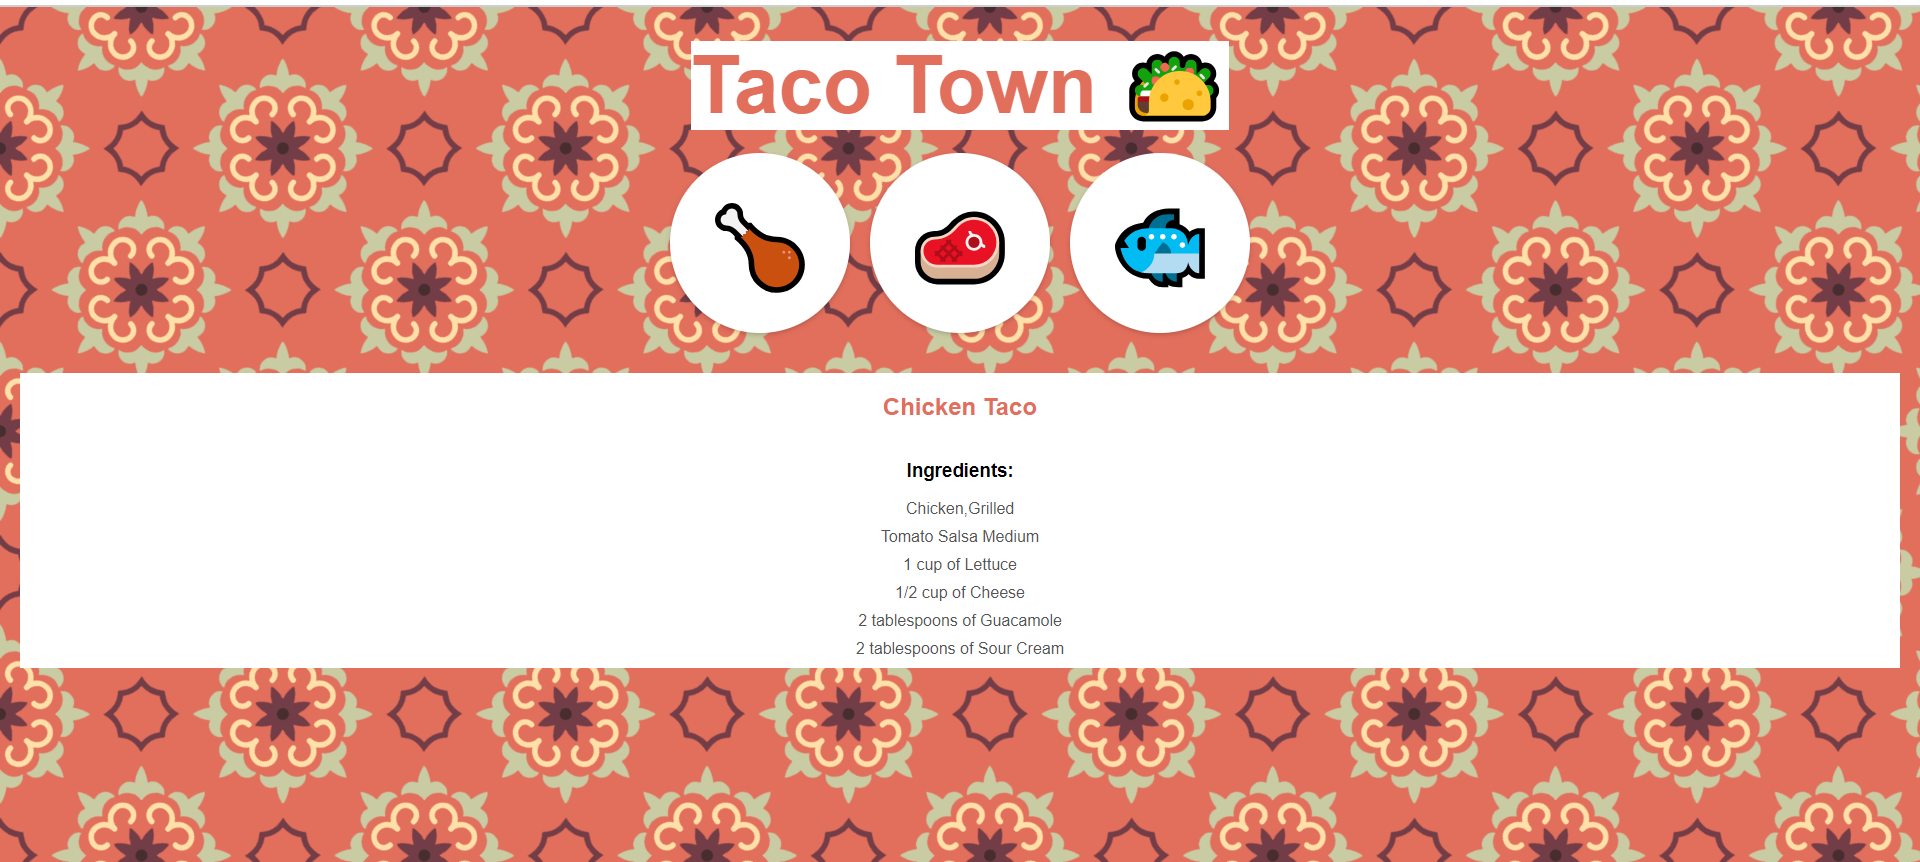 Taco Town
Chicken Taco
Ingredients:
Chicken,Grilled
Tomato Salsa Medium
1 cup of Lettuce
1/2 cup of Cheese
2 tablespoons of Guacamole
2 tablespoons of Sour Cream